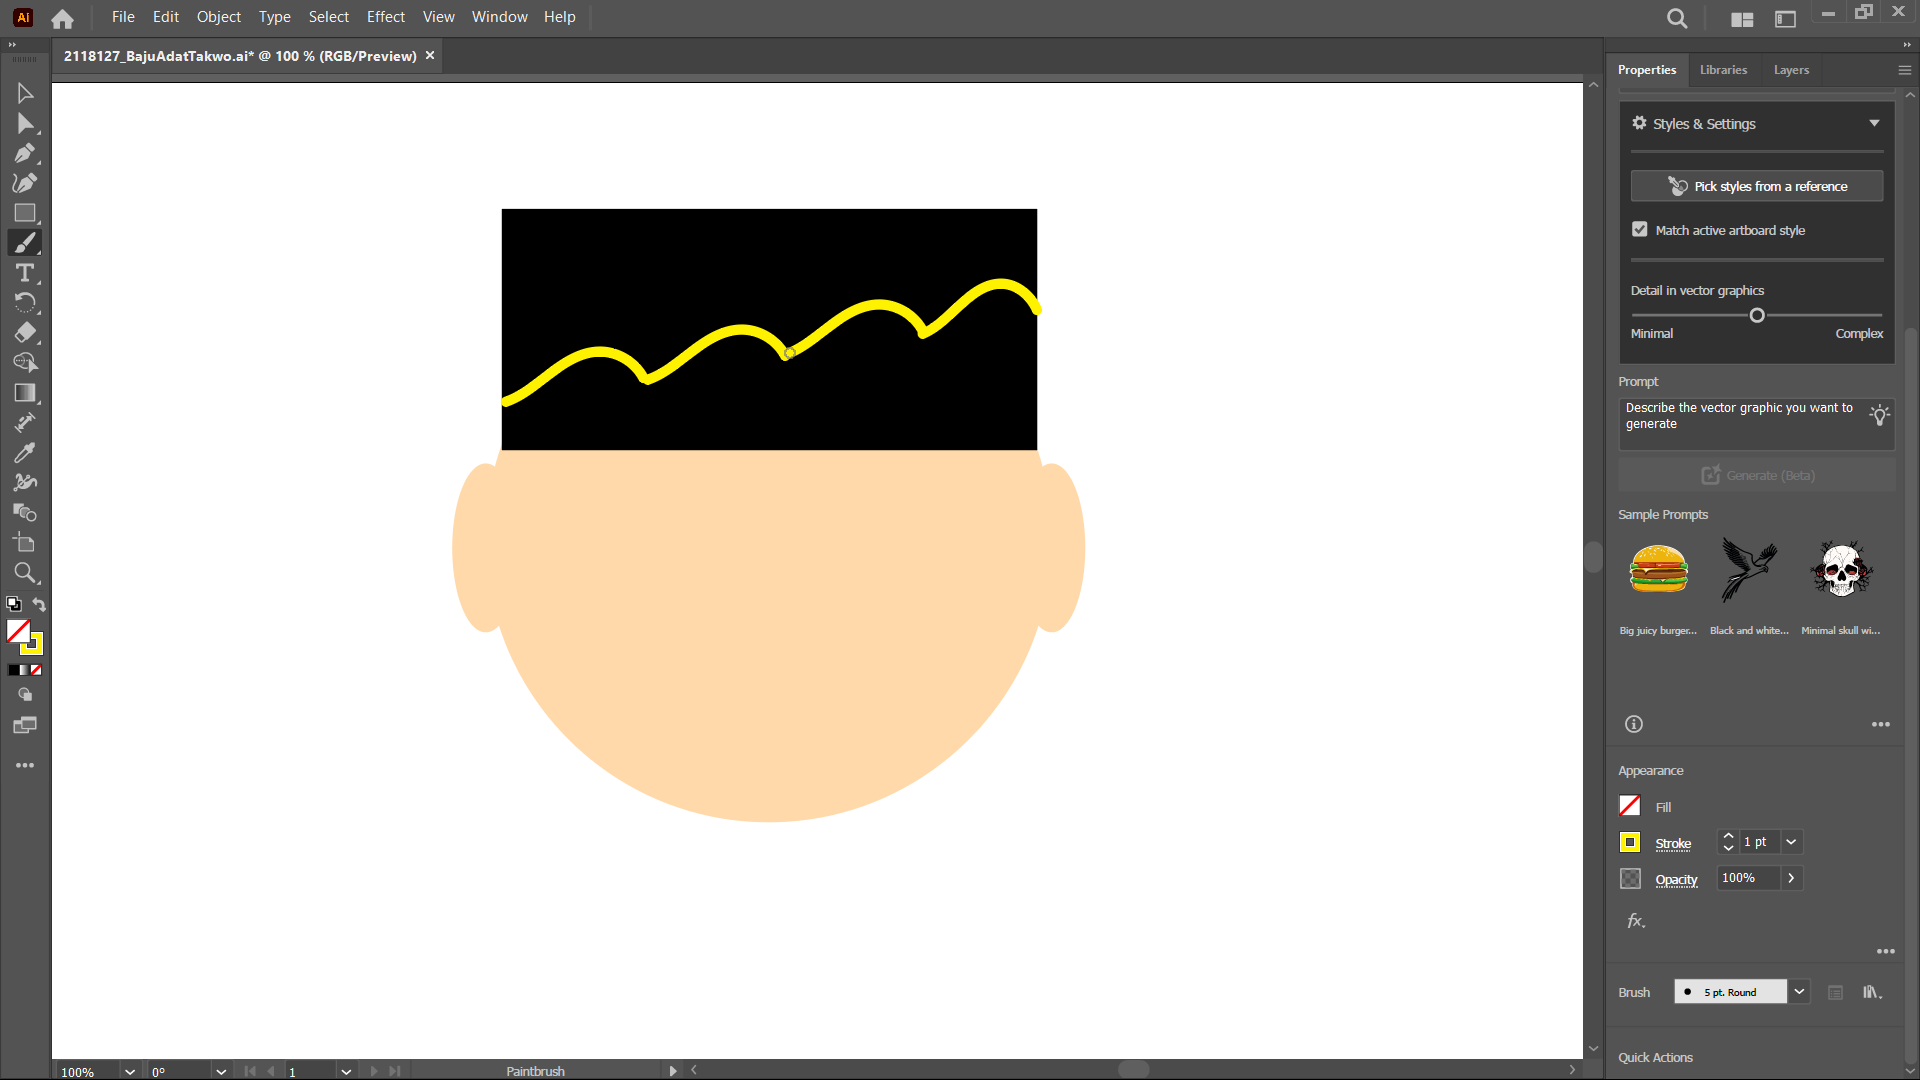 Ai
File Edit Object Type Select Effect View Window Help
2118127_BajuAdatTakwo.ai* @ 100 % (RGB/Preview)
Properties Libraries Layers
Styles & Settings
Pick styles from a reference
Match active artboard style
Detail in vector graphics
Minimal Complex
Prompt
Describe the vector graphic you want to
generate
Generate (Beta)
Sample Prompts
Big juicy burger... Black and white... Minimal skull wi...
Appearance
Fill
Stroke 1 pt
Opacity 100%
fx.
Brush 5 pt. Round
Quick Actions
100% 0° 1 Paintbrush